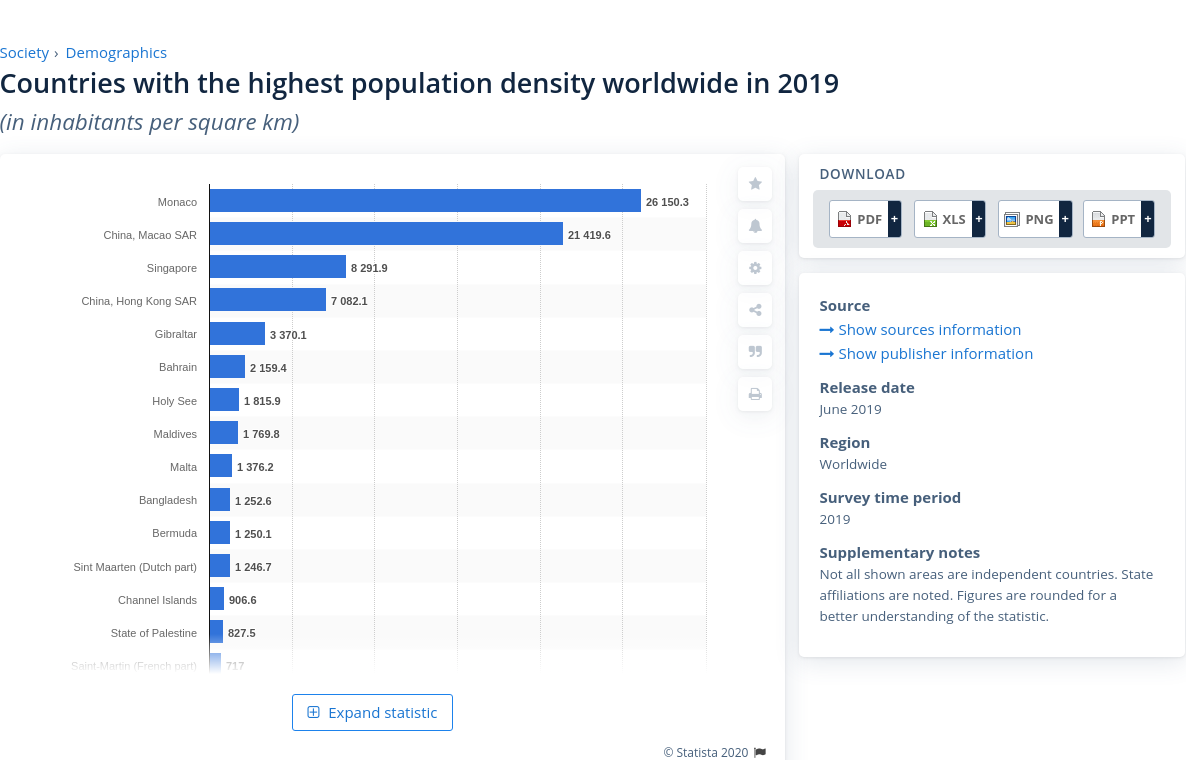 Society › Demographics
Countries with the highest population density worldwide in 2019
(in inhabitants per square km)
Monaco 26 150.3
China, Macao SAR 21 419.6
Singapore 8 291.9
China, Hong Kong SAR 7 082.1
Gibraltar 3 370.1
Bahrain 2 159.4
Holy See 1 815.9
Maldives 1 769.8
Malta 1 376.2
Bangladesh 1 252.6
Bermuda 1 250.1
Sint Maarten (Dutch part) 1 246.7
Channel Islands 906.6
State of Palestine 827.5
Saint-Martin (French part) 717
Expand statistic
© Statista 2020
DOWNLOAD
PDF + XLS + PNG + PPT +
Source
Show sources information
Show publisher information
Release date
June 2019
Region
Worldwide
Survey time period
2019
Supplementary notes
Not all shown areas are independent countries. State
affiliations are noted. Figures are rounded for a
better understanding of the statistic.